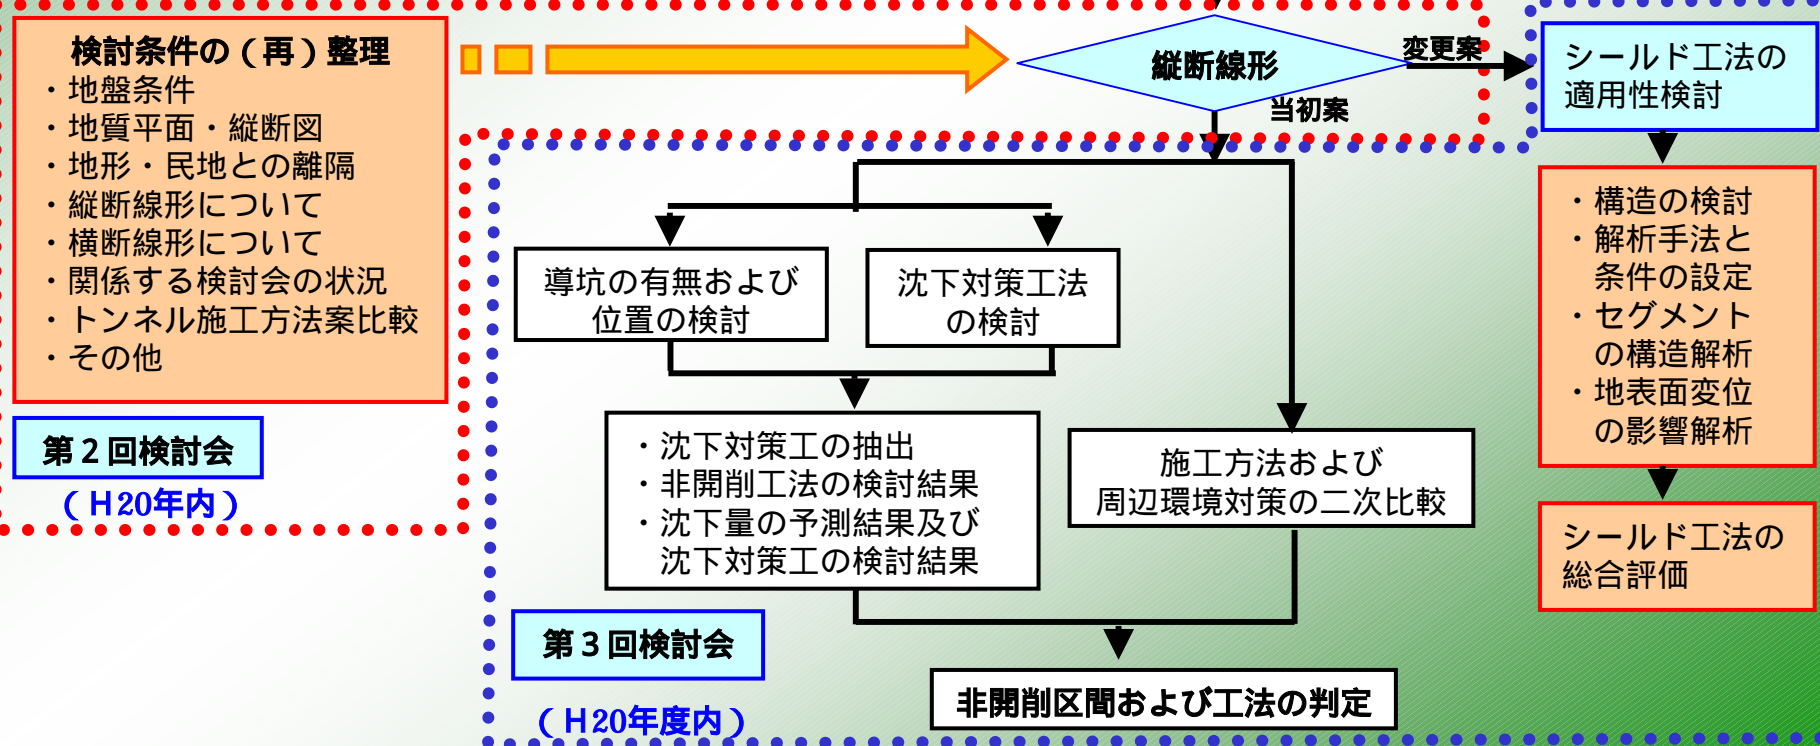 検討条件の（再）整理
・地盤条件
・地質平面・縦断図
・地形・民地との離隔
・縦断線形について
・横断線形について
・関係する検討会の状況
・トンネル施工方法案比較
・その他
第２回検討会
（Ｈ20年内）
縦断線形
変更案
当初案
シールド工法の
適用性検討
・構造の検討
・解析手法と
条件の設定
・セグメント
の構造解析
・地表面変位
の影響解析
シールド工法の
総合評価
導坑の有無および
位置の検討
沈下対策工法
の検討
・沈下対策工の抽出
・非開削工法の検討結果
・沈下量の予測結果及び
沈下対策工の検討結果
施工方法および
周辺環境対策の二次比較
第３回検討会
（Ｈ20年度内）
非開削区間および工法の判定